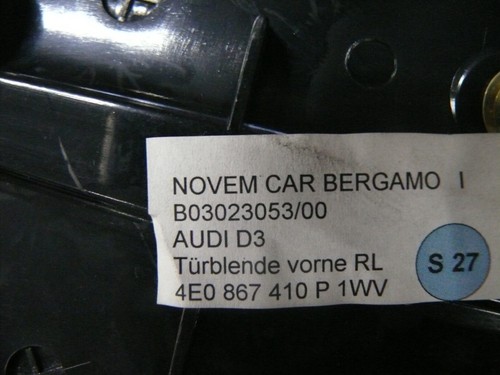 NOVEM CAR BERGAMO I
B03023053/00
AUDI D3
Türblende vorne RL
S 27
4E0 867 410 P 1WV